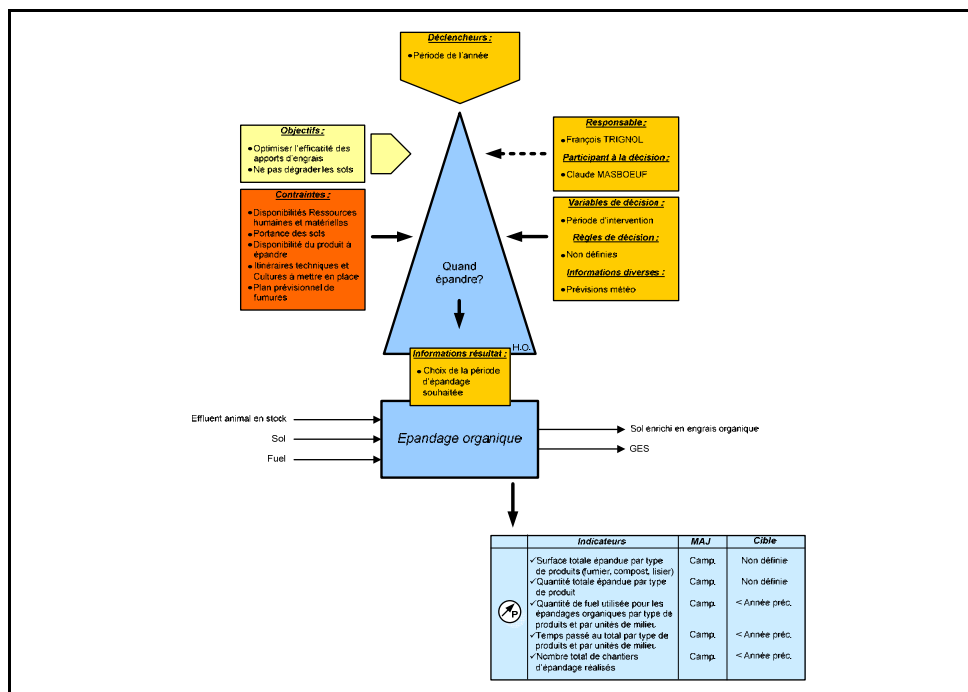 Déclencheurs :
●Période de l'année
Objectifs :
●Optimiser l'efficatité des
apports d'engrais
●Ne pas dégrader les sols
Responsable :
●François TRIGNOL
Participant à la décision :
●Claude MASBOEUF
Contraintes :
●Disponibilités Ressources
humaines et matérielles
●Portance des sols
●Disponibilité du produit à
épandre
●Itinéraires techniques et
Cultures à mettre en place
●Plan prévisionnel de
fumures
Variables de décision :
●Période d'intervention
Règles de décision :
●Non définies
Informations diverses :
●Prévisions météo
Quand
épandre?
H.O.
Informations résultat :
●Choix de la période
d'épandage
souhaitée
Effluent animal en stock
Sol
Fuel
Epandage organique
Sol enrichi en engrais organique
GES
Indicateurs MAJ Cible
✓Surface totale épandue par type Camp. Non définie
de produits (fumier, compost, lisier)
✓Quantité totale épandue par type Camp. Non définie
de produit
✓Quantité de fuel utilisée pour les Camp. < Année préc.
épandages organiques par type de
produits et par unités de milieu
✓Temps passé au total par type de Camp. < Année préc.
produits et par unités de milieu
✓Nombre total de chantiers Camp. < Année préc.
d'épandage réalisés
P